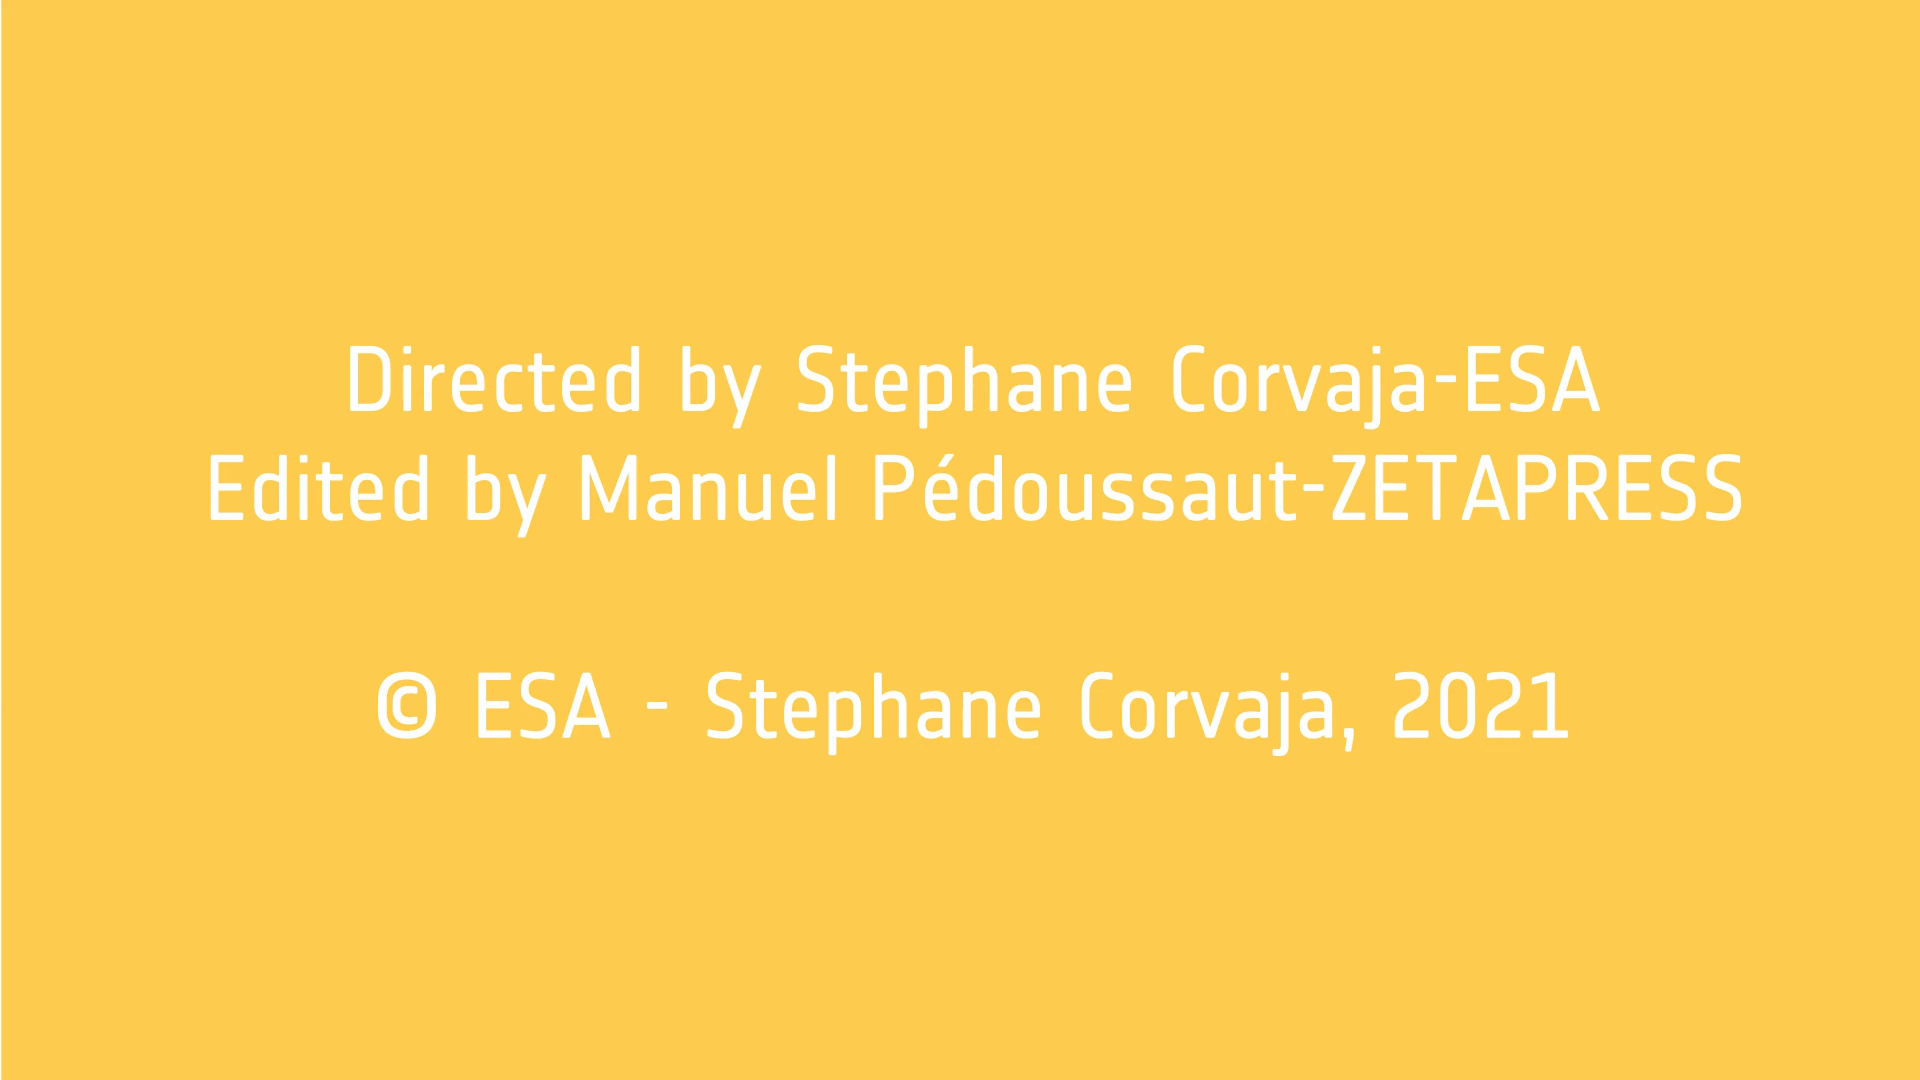 Directed by Stephane Corvaja-ESA
Edited by Manuel Pédoussaut-ZETAPRESS
© ESA - Stephane Corvaja, 2021